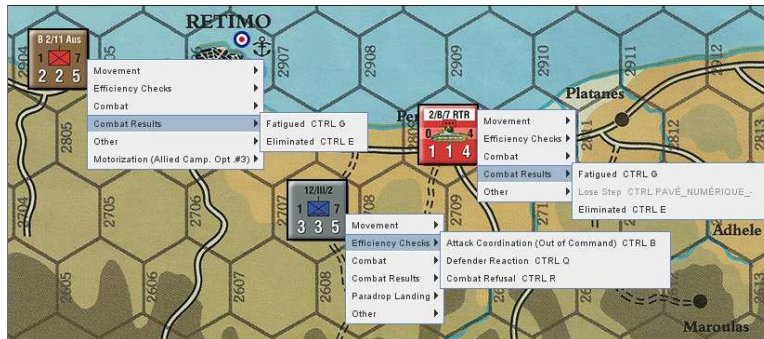 RETIMO
B 2/11 Aus
1 7
2 2 5
2904
2907
2908
2909
2910
2911
2912
2805
Movement
Efficiency Checks
Combat
Combat Results
Other
Motorization (Allied Camp. Opt .#3)
Fatigued CTRL G
Eliminated CTRL E
Platanes
Pe
2/B/7 RTR
0 4
1 1 4
2811
2812
2813
Movement
Efficiency Checks
Combat
Combat Results
Other
Fatigued CTRL G
Lose Step CTRL PAVÉ_NUMÉRIQUE_-
Eliminated CTRL E
2704
2706
2707
12/III/2
1 7
3 3 5
Movement
Efficiency Checks
Combat
Combat Results
Paradrop Landing
Other
Attack Coordination (Out of Command) CTRL B
Defender Reaction CTRL Q
Combat Refusal CTRL R
Adhele
2605
2606
2607
2608
2613
Maroulas